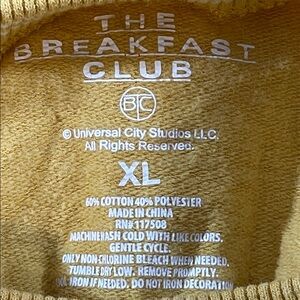 THE
BREAKFAST
CLUB
BTC
© Universal City Studios LLC.
All Rights Reserved.
XL
60% COTTON 40% POLYESTER
MADE IN CHINA
RN#:117508
MACHINE WASH COLD WITH LIKE COLORS.
GENTLE CYCLE.
ONLY NON-CHLORINE BLEACH WHEN NEEDED.
TUMBLE DRY LOW. REMOVE PROMPTLY.
IRON IF NEEDED. DO NOT IRON DECORATION